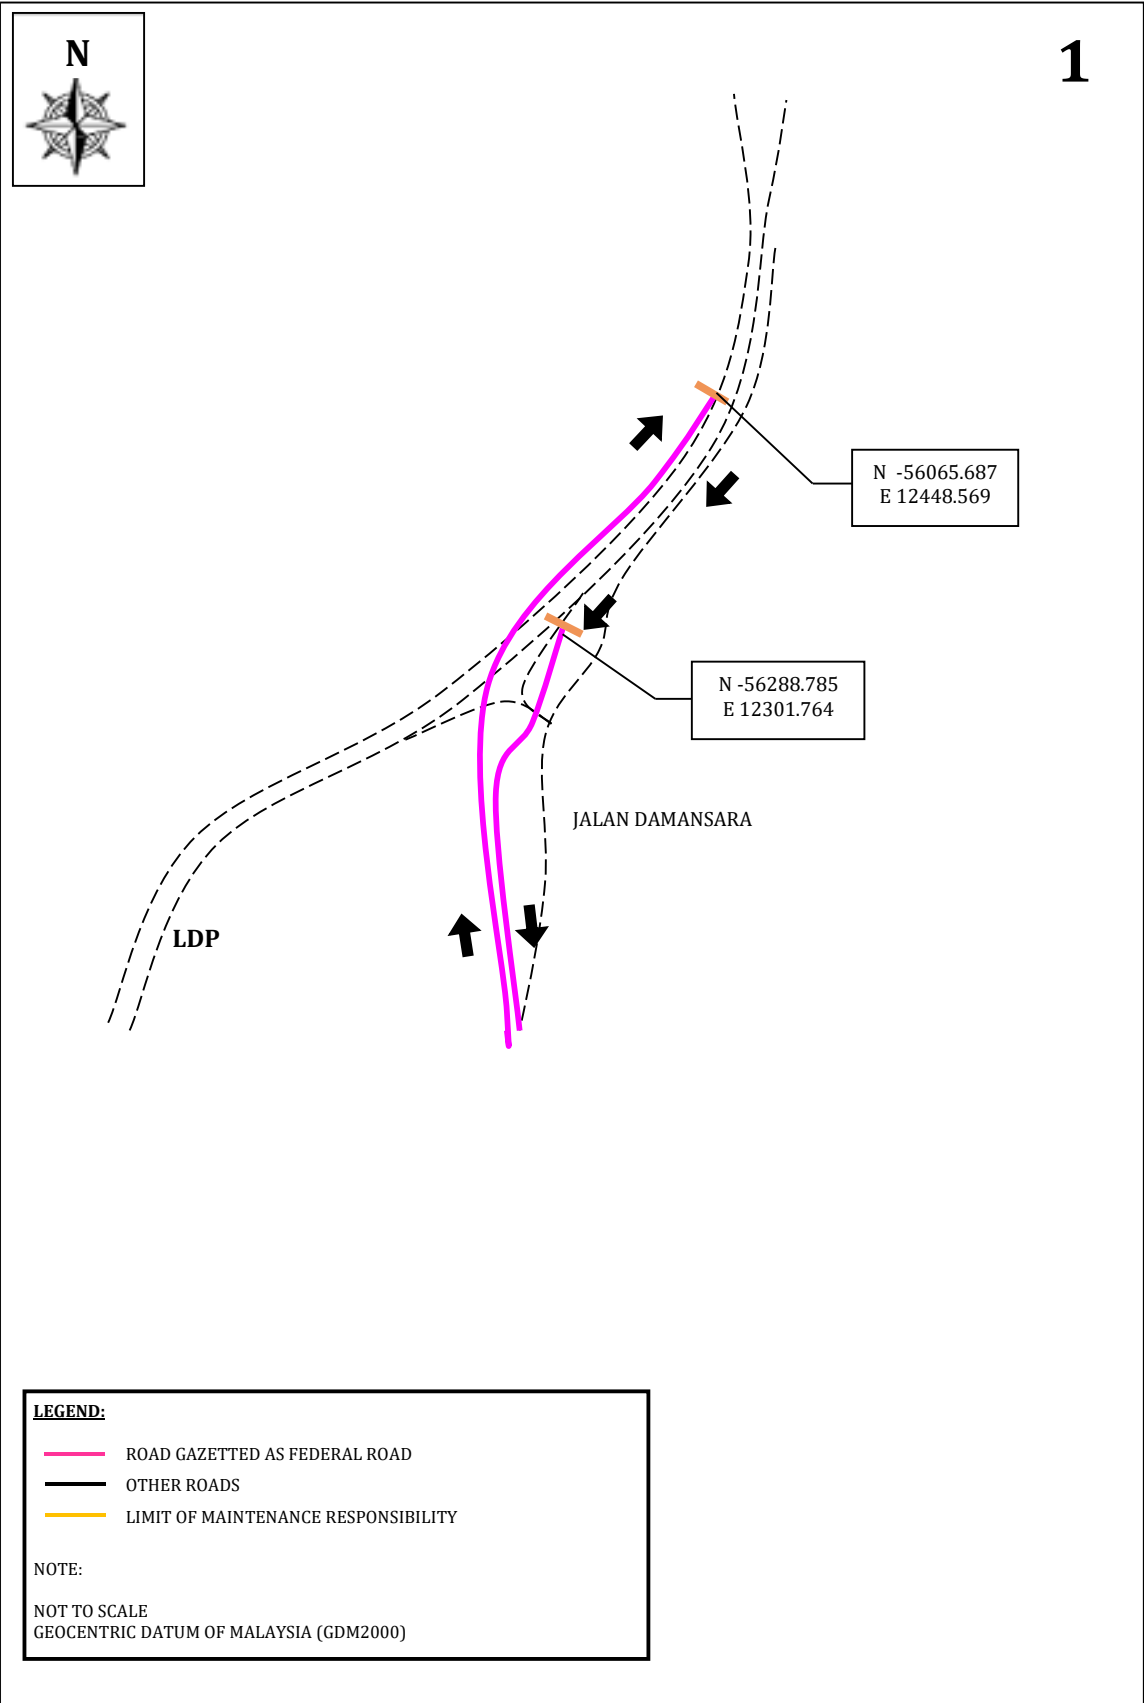 N
1
N  -56065.687
E 12448.569
N -56288.785
E 12301.764
JALAN DAMANSARA
LDP
LEGEND:
ROAD GAZETTED AS FEDERAL ROAD
OTHER ROADS
LIMIT OF MAINTENANCE RESPONSIBILITY
NOTE:
NOT TO SCALE
GEOCENTRIC DATUM OF MALAYSIA (GDM2000)